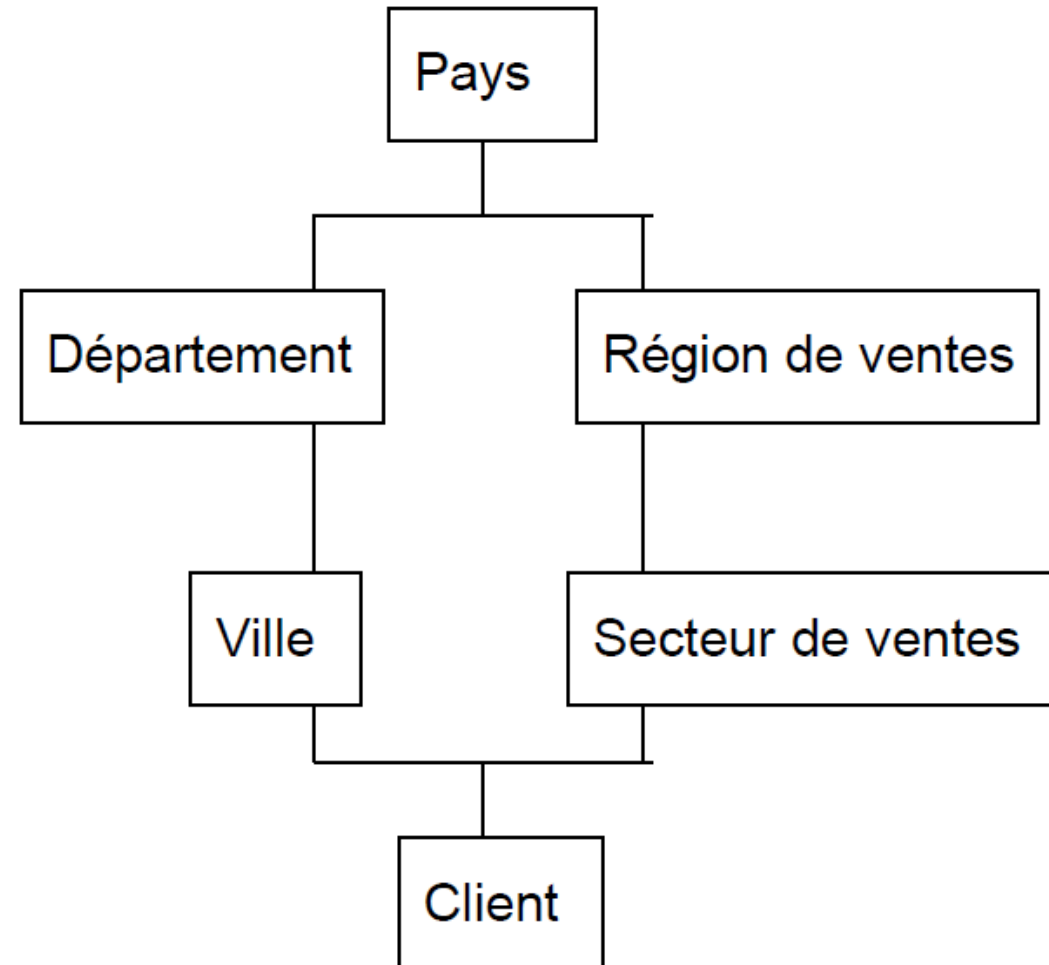 Pays
Département
Région de ventes
Ville
Secteur de ventes
Client